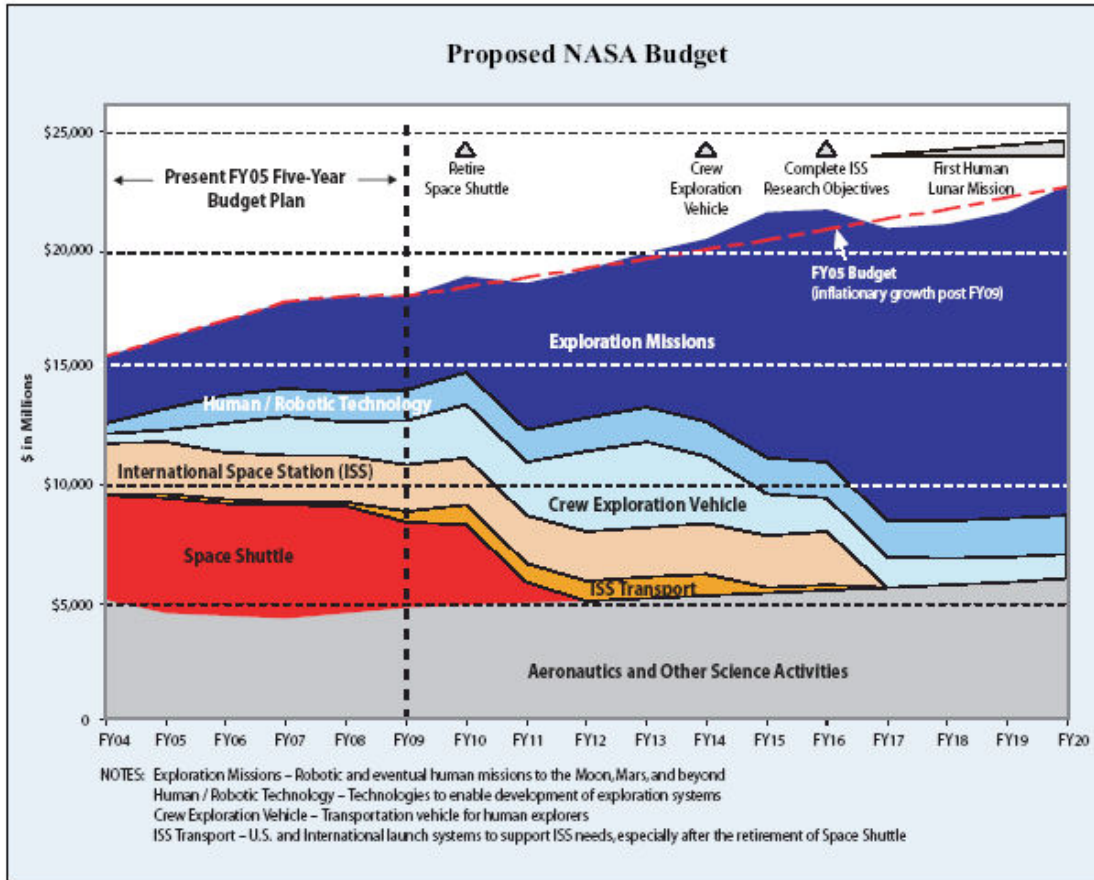 Proposed NASA Budget
$25,000
$20,000
$15,000
$10,000
$5,000
0
$ in Millions
Present FY05 Five-Year
Budget Plan
Retire
Space Shuttle
Crew
Exploration
Vehicle
Complete ISS
Research Objectives
First Human
Lunar Mission
FY05 Budget
(inflationary growth post FY09)
Exploration Missions
Human / Robotic Technology
International Space Station (ISS)
Crew Exploration Vehicle
Space Shuttle
ISS Transport
Aeronautics and Other Science Activities
FY04 FY05 FY06 FY07 FY08 FY09 FY10 FY11 FY12 FY13 FY14 FY15 FY16 FY17 FY18 FY19 FY20
NOTES: Exploration Missions – Robotic and eventual human missions to the Moon, Mars, and beyond
Human / Robotic Technology – Technologies to enable development of exploration systems
Crew Exploration Vehicle – Transportation vehicle for human explorers
ISS Transport – U.S. and International launch systems to support ISS needs, especially after the retirement of Space Shuttle